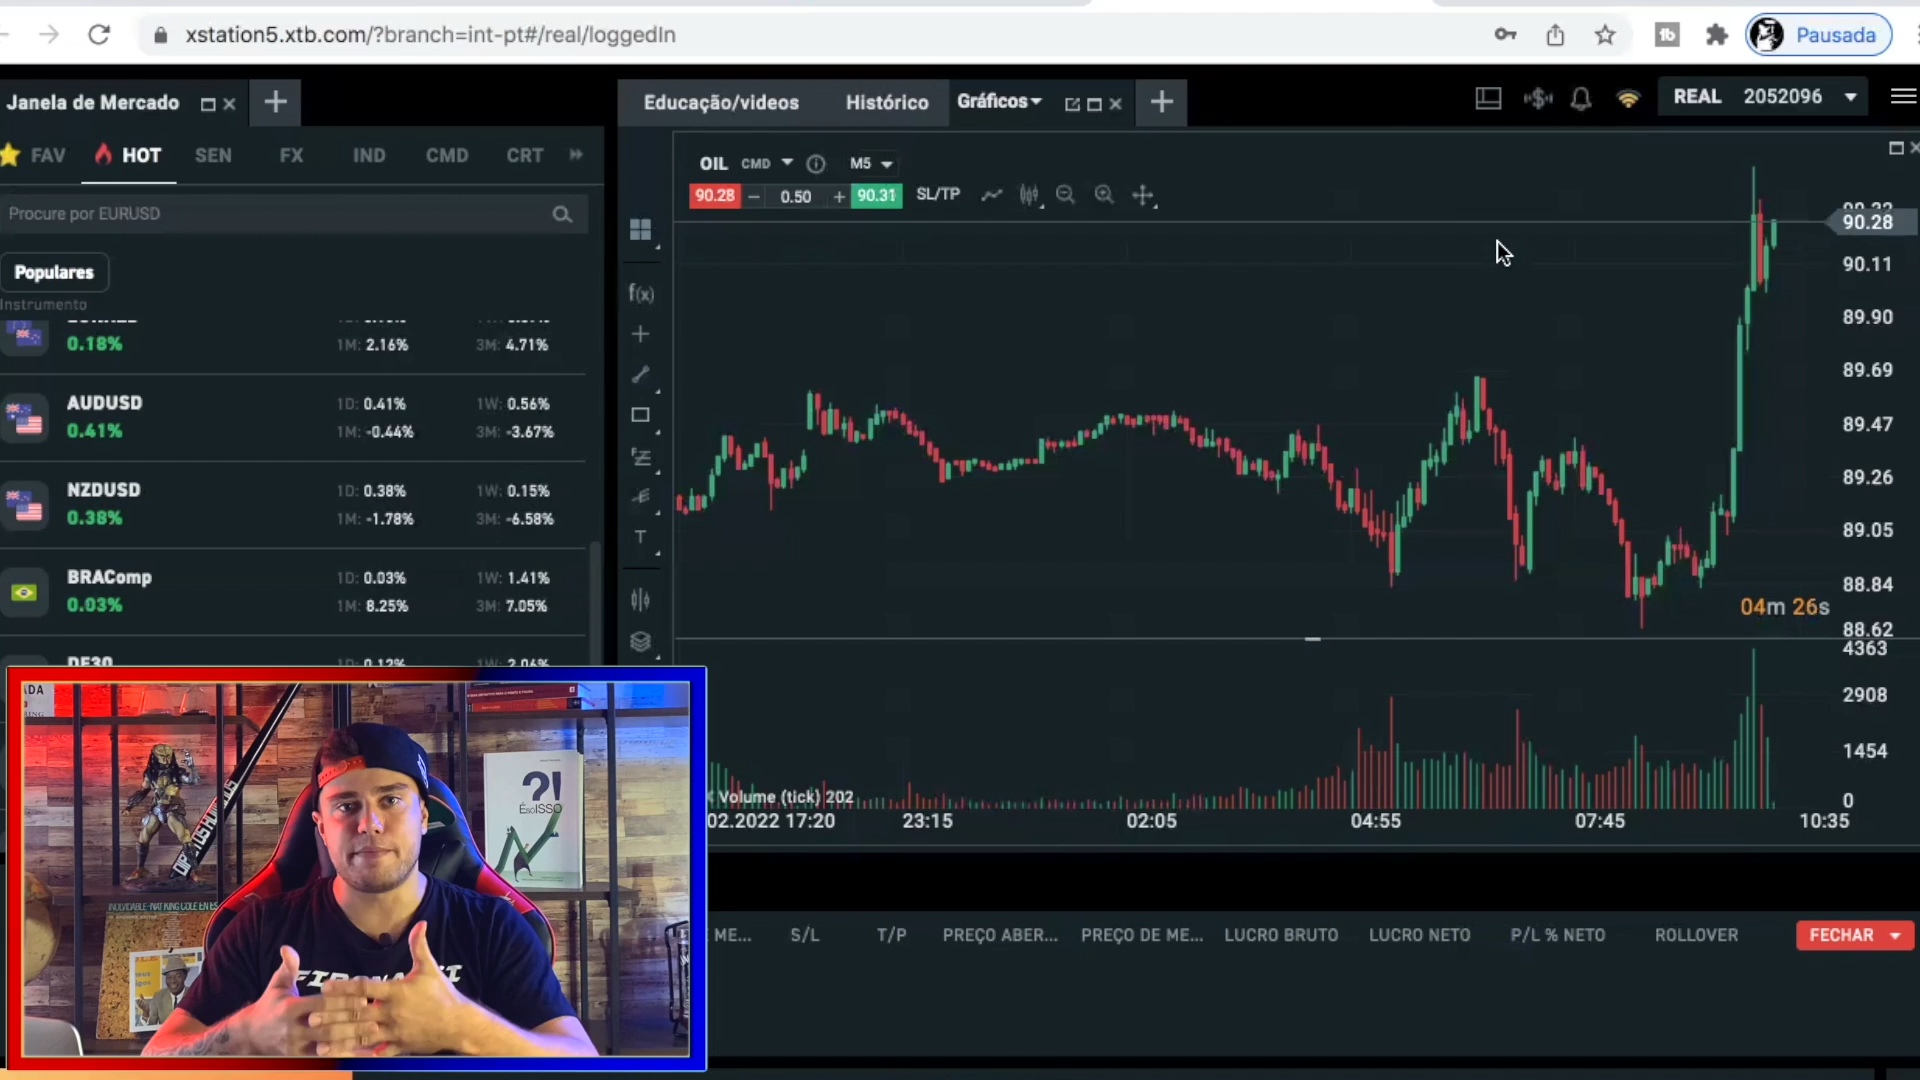 xstation5.xtb.com/?branch=int-pt#/real/loggedIn
Pausada
Janela de Mercado
Educação/videos
Histórico
Gráficos
REAL 2052096
FAV HOT SEN FX IND CMD CRT
Procure por EURUSD
Populares
Instrumento
0.18%
1M: 2.16%
3M: 4.71%
AUDUSD
0.41%
1D: 0.41%
1W: 0.56%
1M: -0.44%
3M: -3.67%
NZDUSD
0.38%
1D: 0.38%
1W: 0.15%
1M: -1.78%
3M: -6.58%
BRAComp
0.03%
1D: 0.03%
1W: 1.41%
1M: 8.25%
3M: 7.05%
OIL CMD M5
90.28 − 0.50 + 90.31 SL/TP
f(x)
T
90.28
90.11
89.90
89.69
89.47
89.26
89.05
88.84
88.62
04m 26s
4363
2908
1454
0
Volume (tick) 202
02.2022 17:20
23:15
02:05
04:55
07:45
10:35
ME...
S/L
T/P
PREÇO ABER...
PREÇO DE ME...
LUCRO BRUTO
LUCRO NETO
P/L % NETO
ROLLOVER
FECHAR
?!
ÉsoISSO